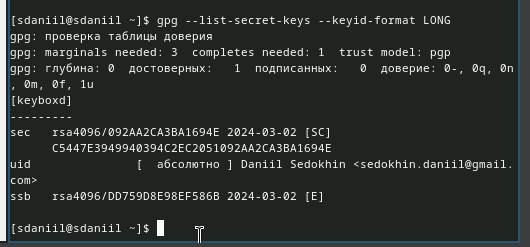 [sdaniil@sdaniil ~]$ gpg --list-secret-keys --keyid-format LONG
gpg: проверка таблицы доверия
gpg: marginals needed: 3  completes needed: 1  trust model: pgp
gpg: глубина: 0  достоверных:   1  подписанных:   0  доверие: 0-, 0q, 0n
, 0m, 0f, 1u
[keyboxd]
---------
sec   rsa4096/092AA2CA3BA1694E 2024-03-02 [SC]
      C5447E3949940394C2EC2051092AA2CA3BA1694E
uid               [  абсолютно ] Daniil Sedokhin <sedokhin.daniil@gmail.
com>
ssb   rsa4096/DD759D8E98EF586B 2024-03-02 [E]
[sdaniil@sdaniil ~]$